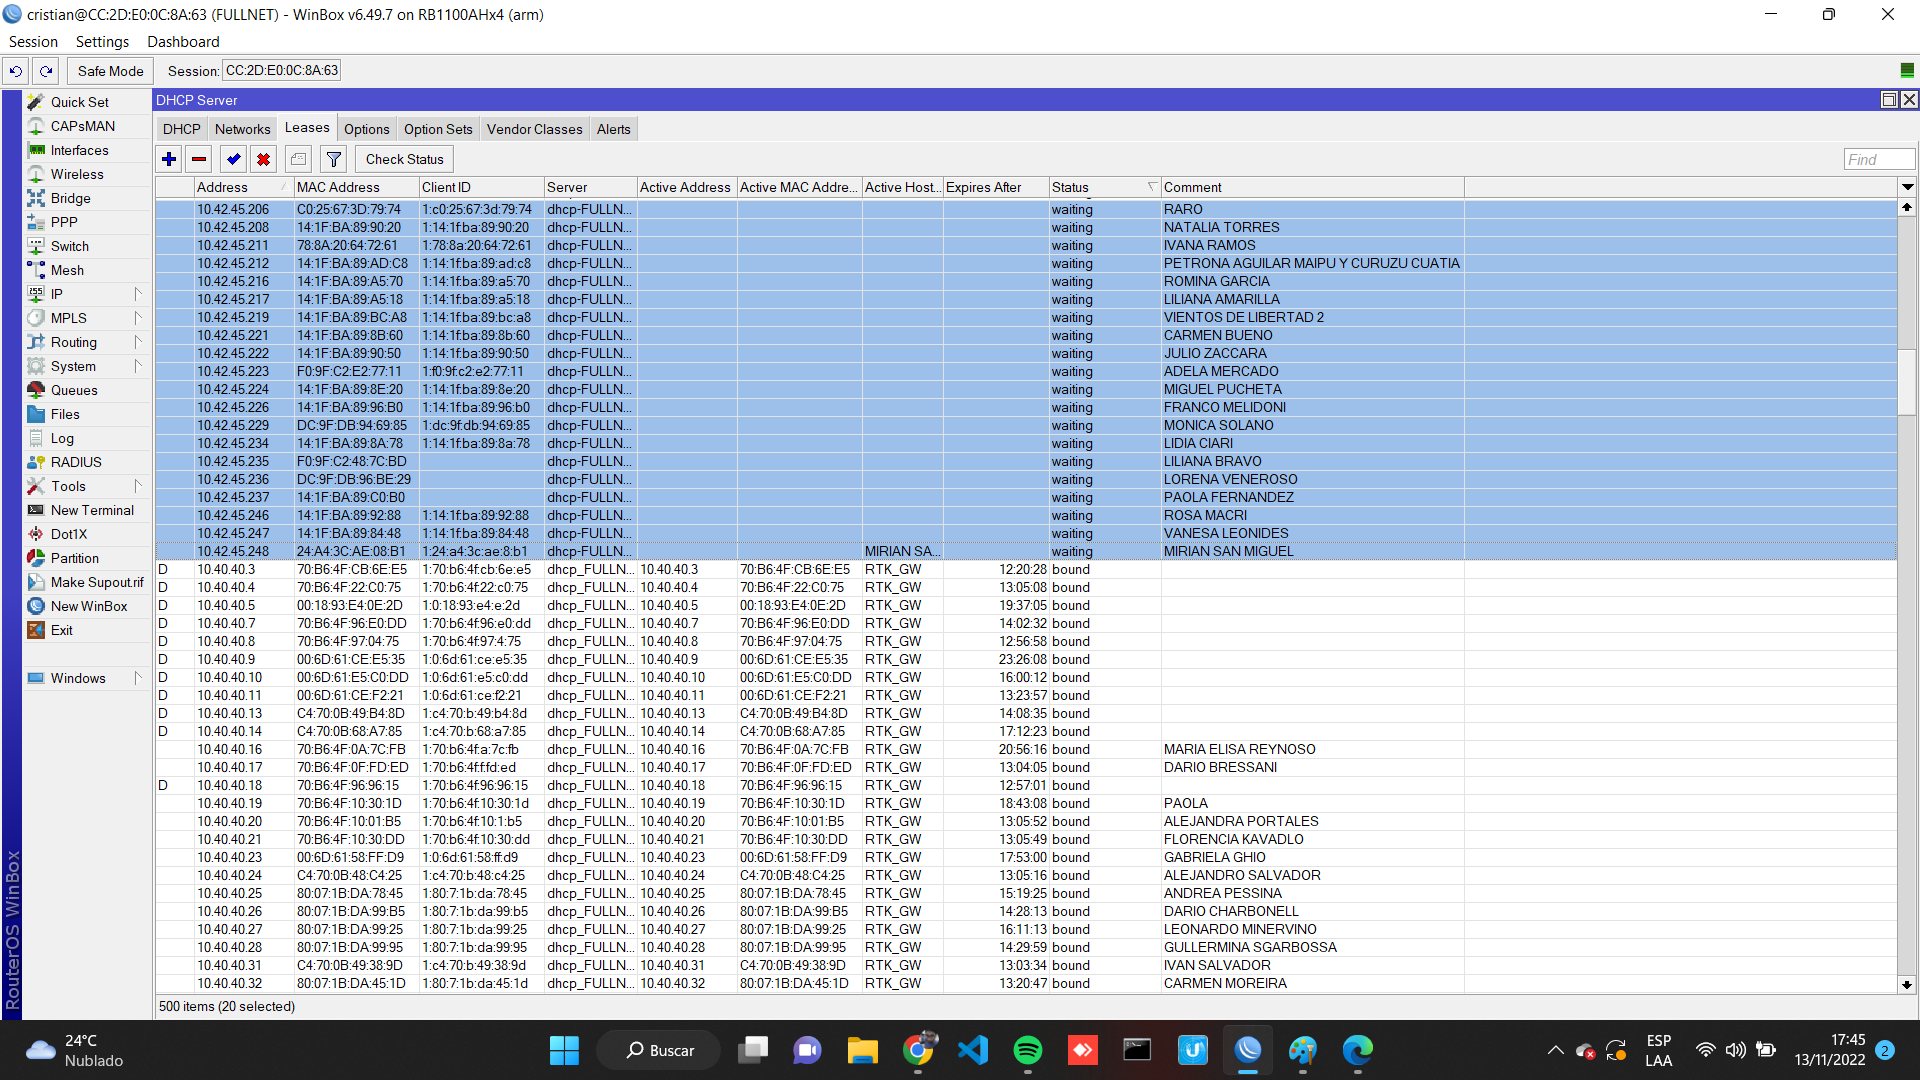 cristian@CC:2D:E0:0C:8A:63 (FULLNET) - WinBox v6.49.7 on RB1100AHx4 (arm)
Session Settings Dashboard
Safe Mode Session: CC:2D:E0:0C:8A:63
Quick Set
CAPsMAN
Interfaces
Wireless
Bridge
PPP
Switch
Mesh
IP
MPLS
Routing
System
Queues
Files
Log
RADIUS
Tools
New Terminal
Dot1X
Partition
Make Supout.rif
New WinBox
Exit
Windows
RouterOS WinBox
DHCP Server
DHCP Networks Leases Options Option Sets Vendor Classes Alerts
Check Status Find
Address MAC Address Client ID Server Active Address Active MAC Addre... Active Host... Expires After Status Comment
10.42.45.206 C0:25:67:3D:79:74 1:c0:25:67:3d:79:74 dhcp-FULLN... waiting RARO
10.42.45.208 14:1F:BA:89:90:20 1:14:1f:ba:89:90:20 dhcp-FULLN... waiting NATALIA TORRES
10.42.45.211 78:8A:20:64:72:61 1:78:8a:20:64:72:61 dhcp-FULLN... waiting IVANA RAMOS
10.42.45.212 14:1F:BA:89:AD:C8 1:14:1f:ba:89:ad:c8 dhcp-FULLN... waiting PETRONA AGUILAR MAIPU Y CURUZU CUATIA
10.42.45.216 14:1F:BA:89:A5:70 1:14:1f:ba:89:a5:70 dhcp-FULLN... waiting ROMINA GARCIA
10.42.45.217 14:1F:BA:89:A5:18 1:14:1f:ba:89:a5:18 dhcp-FULLN... waiting LILIANA AMARILLA
10.42.45.219 14:1F:BA:89:BC:A8 1:14:1f:ba:89:bc:a8 dhcp-FULLN... waiting VIENTOS DE LIBERTAD 2
10.42.45.221 14:1F:BA:89:8B:60 1:14:1f:ba:89:8b:60 dhcp-FULLN... waiting CARMEN BUENO
10.42.45.222 14:1F:BA:89:90:50 1:14:1f:ba:89:90:50 dhcp-FULLN... waiting JULIO ZACCARA
10.42.45.223 F0:9F:C2:E2:77:11 1:f0:9f:c2:e2:77:11 dhcp-FULLN... waiting ADELA MERCADO
10.42.45.224 14:1F:BA:89:8E:20 1:14:1f:ba:89:8e:20 dhcp-FULLN... waiting MIGUEL PUCHETA
10.42.45.226 14:1F:BA:89:96:B0 1:14:1f:ba:89:96:b0 dhcp-FULLN... waiting FRANCO MELIDONI
10.42.45.229 DC:9F:DB:94:69:85 1:dc:9f:db:94:69:85 dhcp-FULLN... waiting MONICA SOLANO
10.42.45.234 14:1F:BA:89:8A:78 1:14:1f:ba:89:8a:78 dhcp-FULLN... waiting LIDIA CIARI
10.42.45.235 F0:9F:C2:48:7C:BD dhcp-FULLN... waiting LILIANA BRAVO
10.42.45.236 DC:9F:DB:96:BE:29 dhcp-FULLN... waiting LORENA VENEROSO
10.42.45.237 14:1F:BA:89:C0:B0 dhcp-FULLN... waiting PAOLA FERNANDEZ
10.42.45.246 14:1F:BA:89:92:88 1:14:1f:ba:89:92:88 dhcp-FULLN... waiting ROSA MACRI
10.42.45.247 14:1F:BA:89:84:48 1:14:1f:ba:89:84:48 dhcp-FULLN... waiting VANESA LEONIDES
10.42.45.248 24:A4:3C:AE:08:B1 1:24:a4:3c:ae:8:b1 dhcp-FULLN... MIRIAN SA... waiting MIRIAN SAN MIGUEL
D 10.40.40.3 70:B6:4F:CB:6E:E5 1:70:b6:4f:cb:6e:e5 dhcp_FULLN... 10.40.40.3 70:B6:4F:CB:6E:E5 RTK_GW 12:20:28 bound
D 10.40.40.4 70:B6:4F:22:C0:75 1:70:b6:4f:22:c0:75 dhcp_FULLN... 10.40.40.4 70:B6:4F:22:C0:75 RTK_GW 13:05:08 bound
D 10.40.40.5 00:18:93:E4:0E:2D 1:0:18:93:e4:e:2d dhcp_FULLN... 10.40.40.5 00:18:93:E4:0E:2D RTK_GW 19:37:05 bound
D 10.40.40.7 70:B6:4F:96:E0:DD 1:70:b6:4f:96:e0:dd dhcp_FULLN... 10.40.40.7 70:B6:4F:96:E0:DD RTK_GW 14:02:32 bound
D 10.40.40.8 70:B6:4F:97:04:75 1:70:b6:4f:97:4:75 dhcp_FULLN... 10.40.40.8 70:B6:4F:97:04:75 RTK_GW 12:56:58 bound
D 10.40.40.9 00:6D:61:CE:E5:35 1:0:6d:61:ce:e5:35 dhcp_FULLN... 10.40.40.9 00:6D:61:CE:E5:35 RTK_GW 23:26:08 bound
D 10.40.40.10 00:6D:61:E5:C0:DD 1:0:6d:61:e5:c0:dd dhcp_FULLN... 10.40.40.10 00:6D:61:E5:C0:DD RTK_GW 16:00:12 bound
D 10.40.40.11 00:6D:61:CE:F2:21 1:0:6d:61:ce:f2:21 dhcp_FULLN... 10.40.40.11 00:6D:61:CE:F2:21 RTK_GW 13:23:57 bound
D 10.40.40.13 C4:70:0B:49:B4:8D 1:c4:70:b:49:b4:8d dhcp_FULLN... 10.40.40.13 C4:70:0B:49:B4:8D RTK_GW 14:08:35 bound
D 10.40.40.14 C4:70:0B:68:A7:85 1:c4:70:b:68:a7:85 dhcp_FULLN... 10.40.40.14 C4:70:0B:68:A7:85 RTK_GW 17:12:23 bound
10.40.40.16 70:B6:4F:0A:7C:FB 1:70:b6:4f:a:7c:fb dhcp_FULLN... 10.40.40.16 70:B6:4F:0A:7C:FB RTK_GW 20:56:16 bound MARIA ELISA REYNOSO
10.40.40.17 70:B6:4F:0F:FD:ED 1:70:b6:4f:f:fd:ed dhcp_FULLN... 10.40.40.17 70:B6:4F:0F:FD:ED RTK_GW 13:04:05 bound DARIO BRESSANI
D 10.40.40.18 70:B6:4F:96:96:15 1:70:b6:4f:96:96:15 dhcp_FULLN... 10.40.40.18 70:B6:4F:96:96:15 RTK_GW 12:57:01 bound
10.40.40.19 70:B6:4F:10:30:1D 1:70:b6:4f:10:30:1d dhcp_FULLN... 10.40.40.19 70:B6:4F:10:30:1D RTK_GW 18:43:08 bound PAOLA
10.40.40.20 70:B6:4F:10:01:B5 1:70:b6:4f:10:1:b5 dhcp_FULLN... 10.40.40.20 70:B6:4F:10:01:B5 RTK_GW 13:05:52 bound ALEJANDRA PORTALES
10.40.40.21 70:B6:4F:10:30:DD 1:70:b6:4f:10:30:dd dhcp_FULLN... 10.40.40.21 70:B6:4F:10:30:DD RTK_GW 13:05:49 bound FLORENCIA KAVADLO
10.40.40.23 00:6D:61:58:FF:D9 1:0:6d:61:58:ff:d9 dhcp_FULLN... 10.40.40.23 00:6D:61:58:FF:D9 RTK_GW 17:53:00 bound GABRIELA GHIO
10.40.40.24 C4:70:0B:48:C4:25 1:c4:70:b:48:c4:25 dhcp_FULLN... 10.40.40.24 C4:70:0B:48:C4:25 RTK_GW 13:05:16 bound ALEJANDRO SALVADOR
10.40.40.25 80:07:1B:DA:78:45 1:80:7:1b:da:78:45 dhcp_FULLN... 10.40.40.25 80:07:1B:DA:78:45 RTK_GW 15:19:25 bound ANDREA PESSINA
10.40.40.26 80:07:1B:DA:99:B5 1:80:7:1b:da:99:b5 dhcp_FULLN... 10.40.40.26 80:07:1B:DA:99:B5 RTK_GW 14:28:13 bound DARIO CHARBONELL
10.40.40.27 80:07:1B:DA:99:25 1:80:7:1b:da:99:25 dhcp_FULLN... 10.40.40.27 80:07:1B:DA:99:25 RTK_GW 16:11:13 bound LEONARDO MINERVINO
10.40.40.28 80:07:1B:DA:99:95 1:80:7:1b:da:99:95 dhcp_FULLN... 10.40.40.28 80:07:1B:DA:99:95 RTK_GW 14:29:59 bound GULLERMINA SGARBOSSA
10.40.40.31 C4:70:0B:49:38:9D 1:c4:70:b:49:38:9d dhcp_FULLN... 10.40.40.31 C4:70:0B:49:38:9D RTK_GW 13:03:34 bound IVAN SALVADOR
10.40.40.32 80:07:1B:DA:45:1D 1:80:7:1b:da:45:1d dhcp_FULLN... 10.40.40.32 80:07:1B:DA:45:1D RTK_GW 13:20:47 bound CARMEN MOREIRA
500 items (20 selected)
24°C
Nublado
Buscar
ESP
LAA
17:45
13/11/2022
2